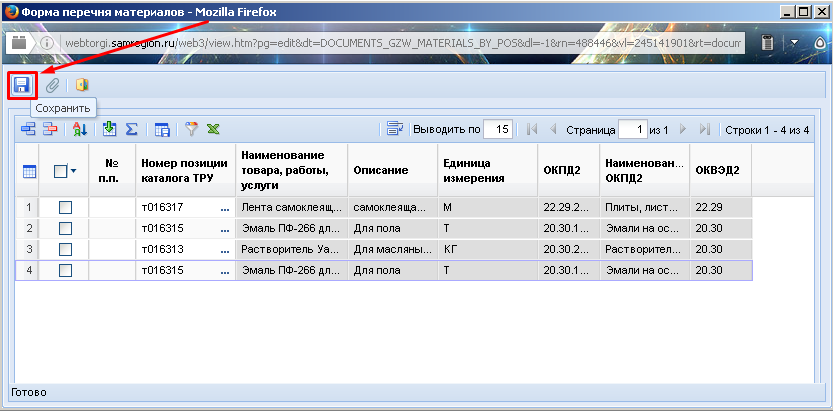 Форма перечня материалов - Mozilla Firefox
webtorgi.samregion.ru/web3/view.htm?pg=edit&dt=DOCUMENTS_GZW_MATERIALS_BY_POS&dl=-1&rn=488446&vl=245141901&rt=docum
Сохранить
Выводить по 15 Страница 1 из 1 Строки 1 - 4 из 4
№ п.п. Номер позиции каталога ТРУ Наименование товара, работы, услуги Описание Единица измерения ОКПД2 Наименован... ОКПД2 ОКВЭД2
1 т016317 ... Лента самоклеящ... самоклеяща... М 22.29.2... Плиты, лист... 22.29
2 т016315 ... Эмаль ПФ-266 дл... Для пола Т 20.30.1... Эмали на ос... 20.30
3 т016313 ... Растворитель Уа... Для масляны... КГ 20.30.2... Растворител... 20.30
4 т016315 ... Эмаль ПФ-266 дл... Для пола Т 20.30.1... Эмали на ос... 20.30
Готово